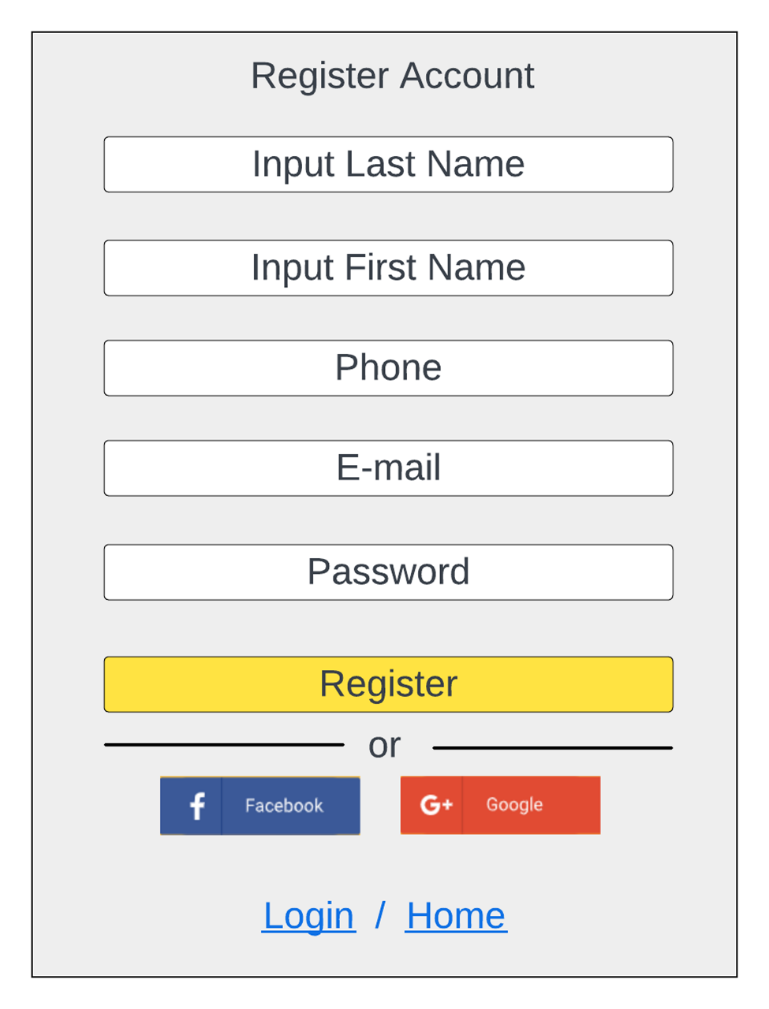 Register Account
Input Last Name
Input First Name
Phone
E-mail
Password
Register
or
f Facebook G+ Google
Login / Home